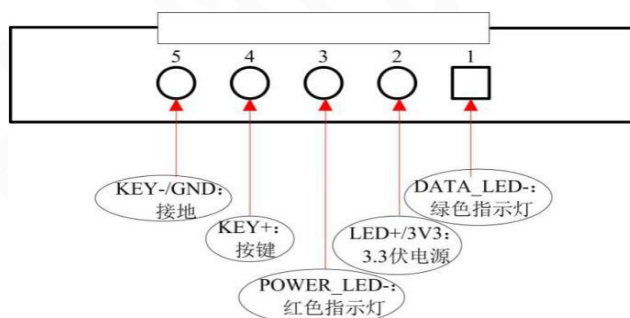 5 4 3 2 1
KEY-/GND:
接地
KEY+:
按键
POWER_LED-:
红色指示灯
LED+/3V3:
3.3伏电源
DATA_LED-:
绿色指示灯